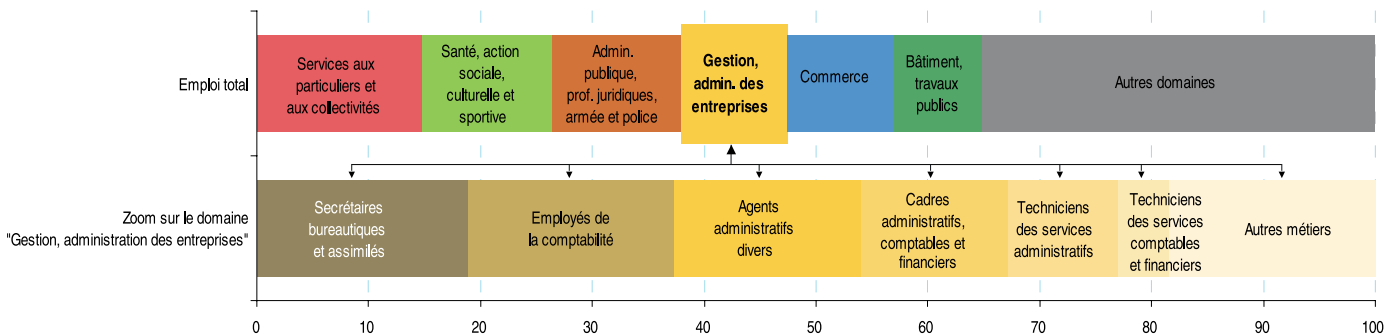 Emploi total
Services aux
particuliers et
aux collectivités
Santé, action
sociale,
culturelle et
sportive
Admin.
publique,
prof. juridiques,
armée et police
Gestion,
admin. des
entreprises
Commerce
Bâtiment,
travaux
publics
Autres domaines
Zoom sur le domaine
"Gestion, administration des entreprises"
Secrétaires
bureautiques
et assimilés
Employés de
la comptabilité
Agents
administratifs
divers
Cadres
administratifs,
comptables et
financiers
Techniciens
des services
administratifs
Techniciens
des services
comptables
et financiers
Autres métiers
0 10 20 30 40 50 60 70 80 90 100